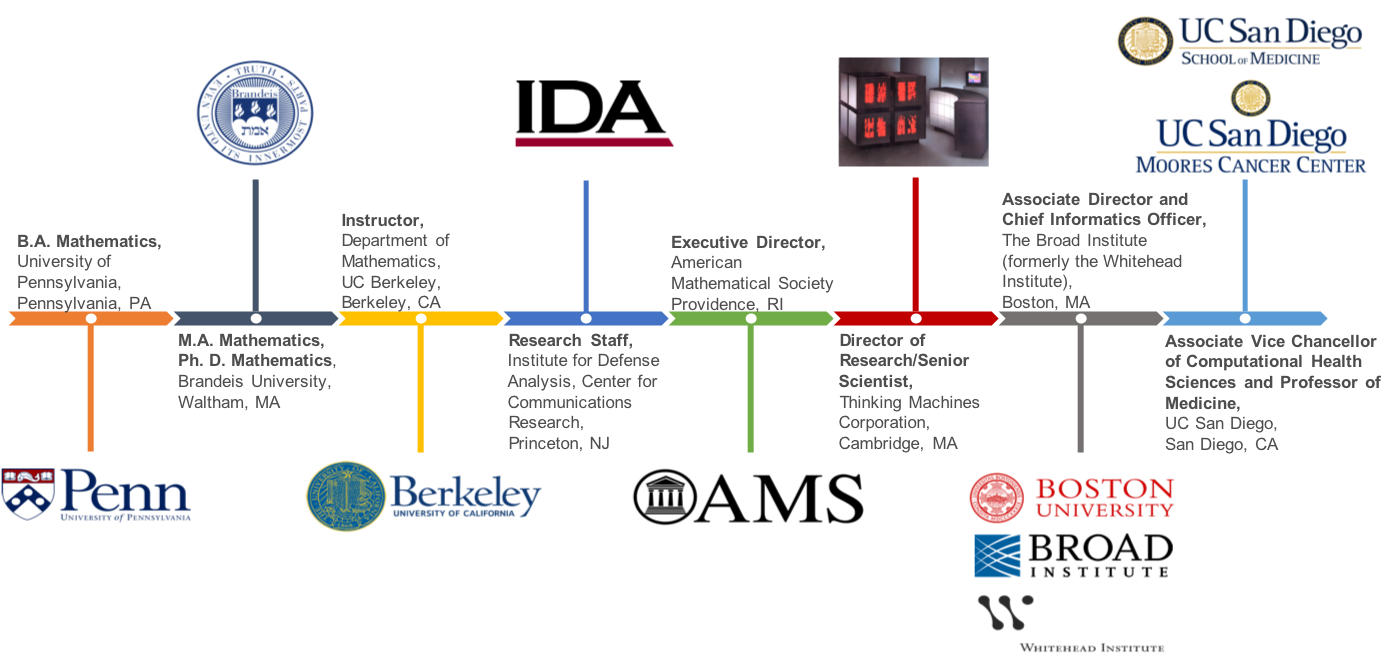 UC San Diego
SCHOOL OF MEDICINE
TRUTH · EVEN UNTO ITS INNERMOST PARTS
Brandeis
אמת
IDA
UC San Diego
MOORES CANCER CENTER
B.A. Mathematics,
University of
Pennsylvania,
Pennsylvania, PA
M.A. Mathematics,
Ph. D. Mathematics,
Brandeis University,
Waltham, MA
Instructor,
Department of
Mathematics,
UC Berkeley,
Berkeley, CA
Research Staff,
Institute for Defense
Analysis, Center for
Communications
Research,
Princeton, NJ
Executive Director,
American
Mathematical Society
Providence, RI
Director of
Research/Senior
Scientist,
Thinking Machines
Corporation,
Cambridge, MA
Associate Director and
Chief Informatics Officer,
The Broad Institute
(formerly the Whitehead
Institute),
Boston, MA
Associate Vice Chancellor
of Computational Health
Sciences and Professor of
Medicine,
UC San Diego,
San Diego, CA
Penn
UNIVERSITY of PENNSYLVANIA
Berkeley
UNIVERSITY OF CALIFORNIA
AMS
BOSTON
UNIVERSITY
BROAD
INSTITUTE
WHITEHEAD INSTITUTE